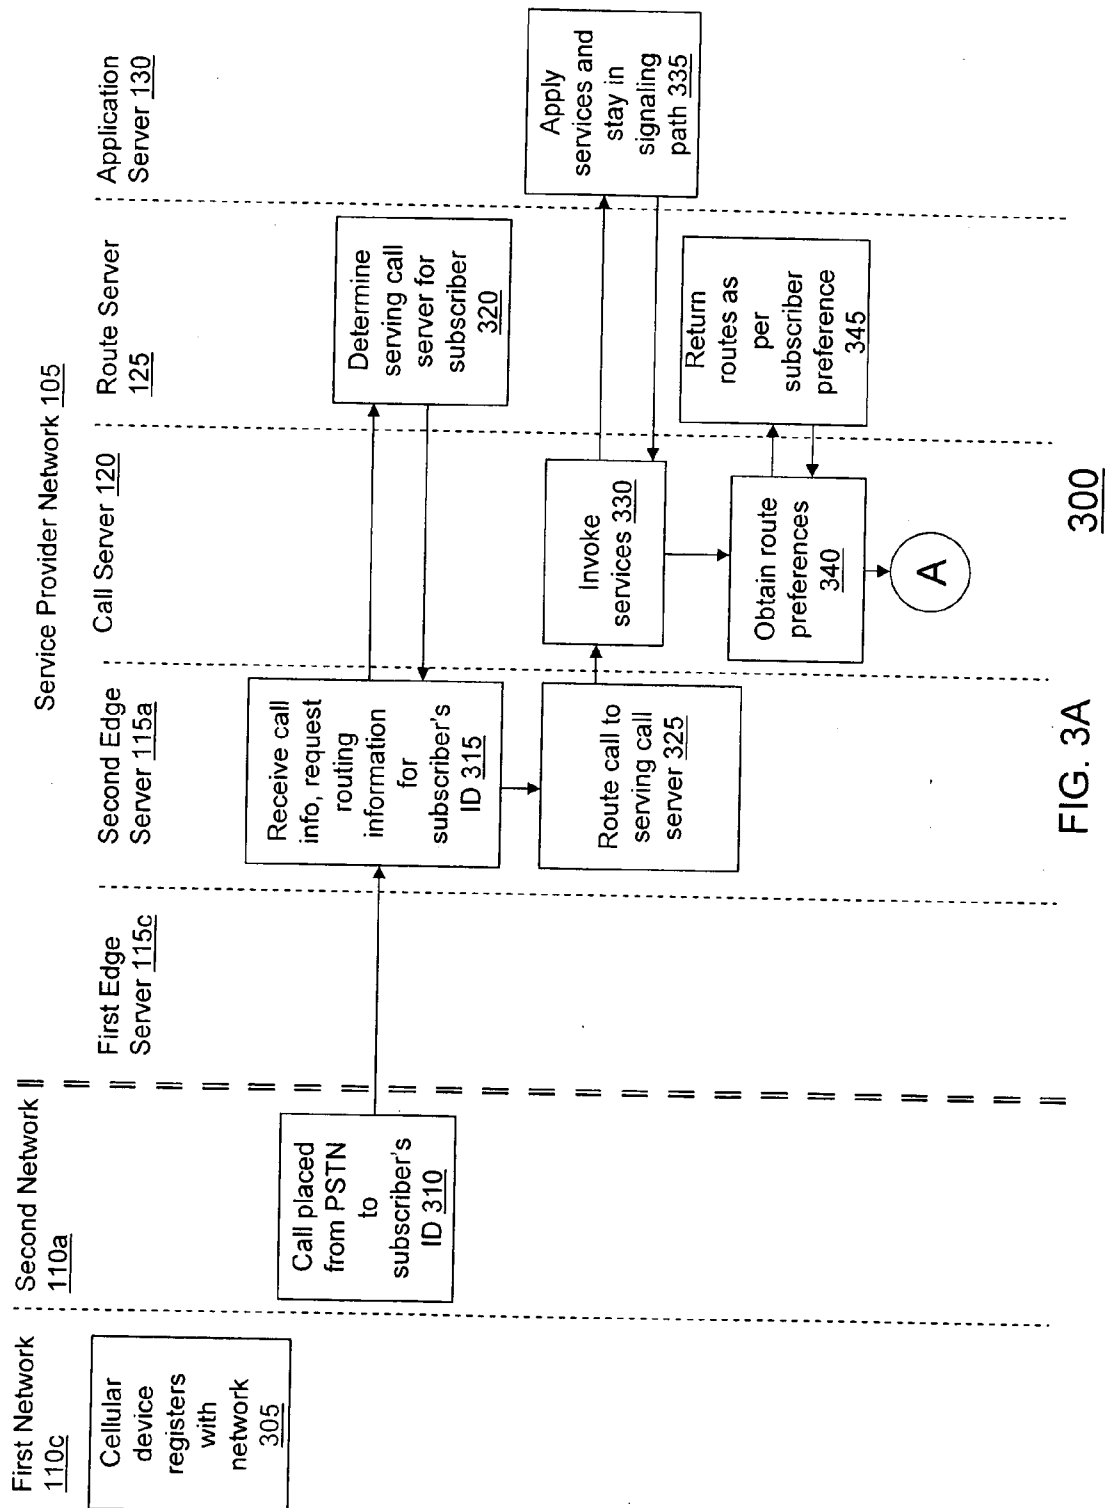 Service Provider Network 105
First Network
110c
Second Network
110a
First Edge
Server 115c
Second Edge
Server 115a
Call Server 120
Route Server
125
Application
Server 130
Cellular
device
registers
with
network
305
Call placed
from PSTN
to
subscriber's
ID 310
Receive call
info, request
routing
information
for
subscriber's
ID 315
Determine
serving call
server for
subscriber
320
Route call to
serving call
server 325
Invoke
services 330
Apply
services and
stay in
signaling
path 335
Obtain route
preferences
340
Return
routes as
per
subscriber
preference
345
A
FIG. 3A
300